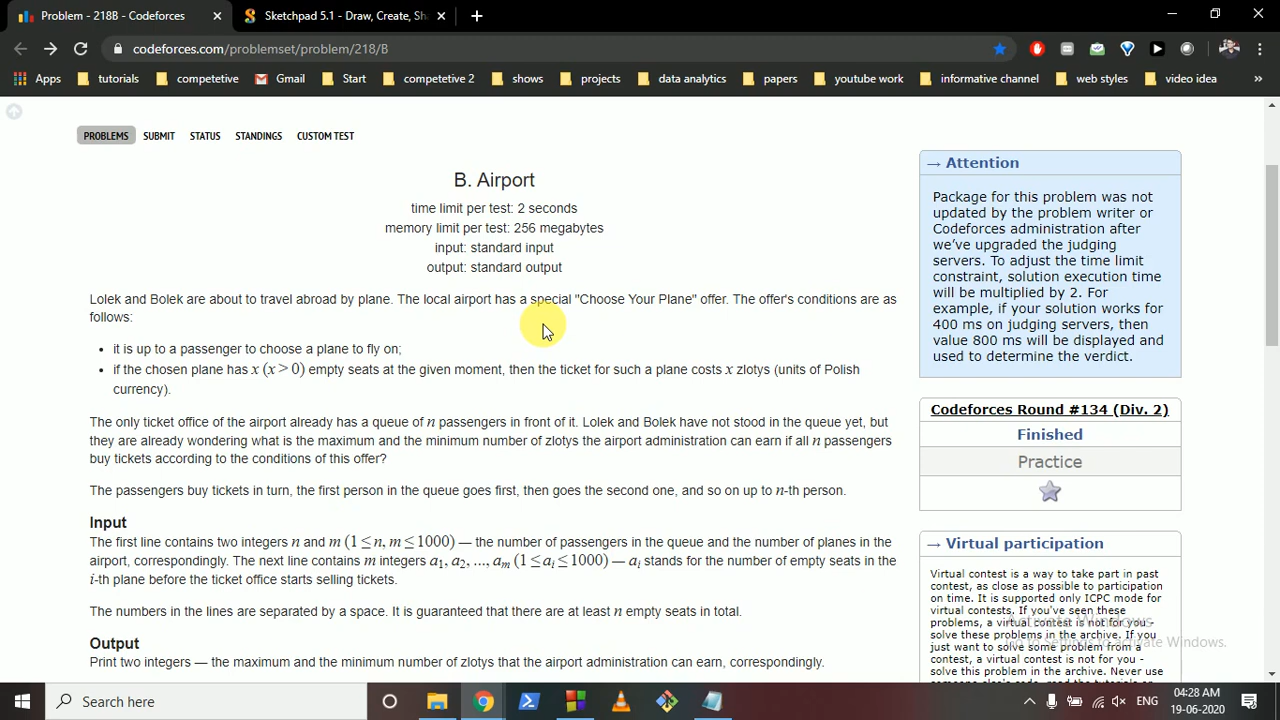 Problem - 218B - Codeforces
Sketchpad 5.1 - Draw, Create, Sha
codeforces.com/problemset/problem/218/B
Apps tutorials competetive Gmail Start competetive 2 shows projects data analytics papers youtube work informative channel web styles video idea »
PROBLEMS SUBMIT STATUS STANDINGS CUSTOM TEST
B. Airport
time limit per test: 2 seconds
memory limit per test: 256 megabytes
input: standard input
output: standard output
Lolek and Bolek are about to travel abroad by plane. The local airport has a special "Choose Your Plane" offer. The offer's conditions are as
follows:
• it is up to a passenger to choose a plane to fly on;
• if the chosen plane has x (x > 0) empty seats at the given moment, then the ticket for such a plane costs x zlotys (units of Polish
currency).
The only ticket office of the airport already has a queue of n passengers in front of it. Lolek and Bolek have not stood in the queue yet, but
they are already wondering what is the maximum and the minimum number of zlotys the airport administration can earn if all n passengers
buy tickets according to the conditions of this offer?
The passengers buy tickets in turn, the first person in the queue goes first, then goes the second one, and so on up to n-th person.
Input
The first line contains two integers n and m (1 ≤ n, m ≤ 1000) — the number of passengers in the queue and the number of planes in the
airport, correspondingly. The next line contains m integers a1, a2, ..., am (1 ≤ ai ≤ 1000) — ai stands for the number of empty seats in the
i-th plane before the ticket office starts selling tickets.
The numbers in the lines are separated by a space. It is guaranteed that there are at least n empty seats in total.
Output
Print two integers — the maximum and the minimum number of zlotys that the airport administration can earn, correspondingly.
→ Attention
Package for this problem was not
updated by the problem writer or
Codeforces administration after
we've upgraded the judging
servers. To adjust the time limit
constraint, solution execution time
will be multiplied by 2. For
example, if your solution works for
400 ms on judging servers, then
value 800 ms will be displayed and
used to determine the verdict.
Codeforces Round #134 (Div. 2)
Finished
Practice
→ Virtual participation
Virtual contest is a way to take part in past
contest, as close as possible to participation
on time. It is supported only ICPC mode for
virtual contests. If you've seen these
problems, a virtual contest is not for you -
solve these problems in the archive. If you
just want to solve some problem from a
contest, a virtual contest is not for you -
solve this problem in the archive. Never use
Activate Windows
Go to Settings to activate Windows.
Search here
ENG
04:28 AM
19-06-2020